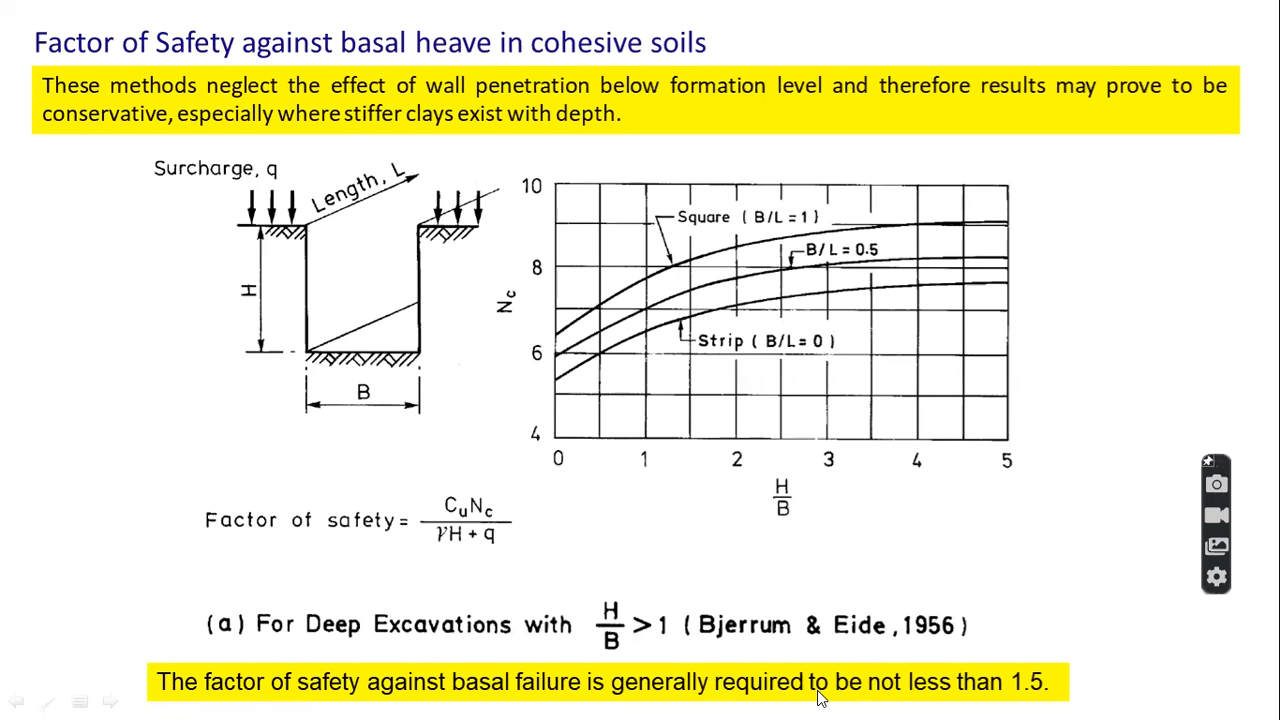 Factor of Safety against basal heave in cohesive soils
These methods neglect the effect of wall penetration below formation level and therefore results may prove to be
conservative, especially where stiffer clays exist with depth.
Surcharge, q
Length, L
H
B
10
8
6
4
Nc
Square ( B/L = 1 )
B/L = 0.5
Strip ( B/L = 0 )
0 1 2 3 4 5
H
B
Factor of safety = CuNc
γH + q
(a) For Deep Excavations with H/B > 1 ( Bjerrum & Eide, 1956 )
The factor of safety against basal failure is generally required to be not less than 1.5.